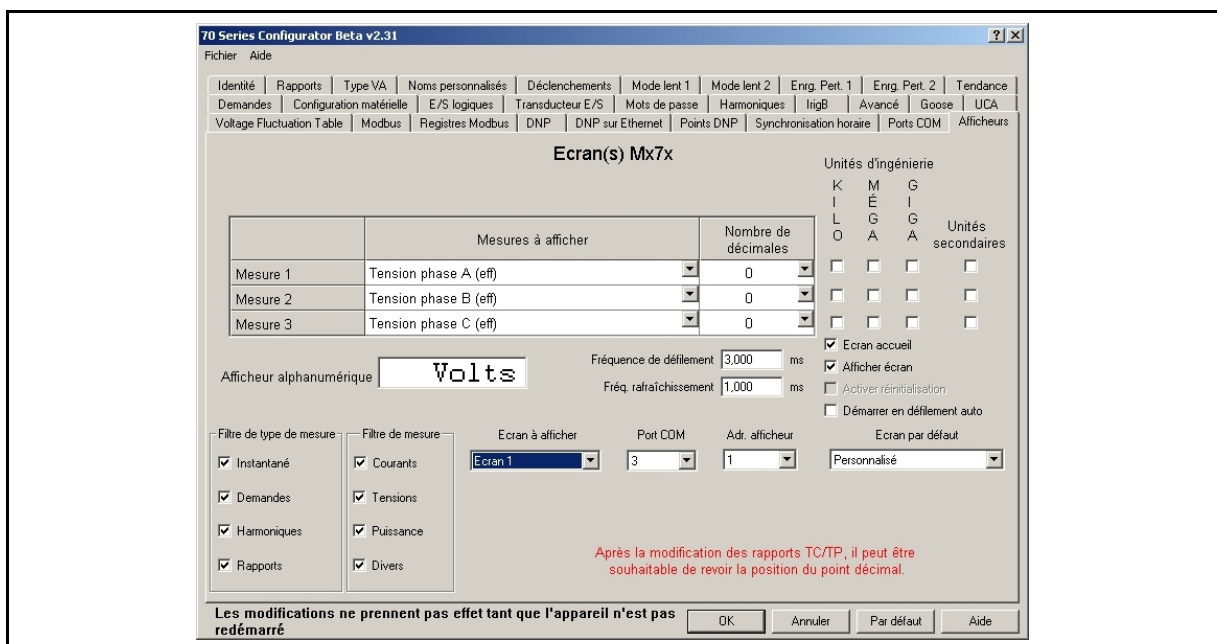 70 Series Configurator Beta v2.31
Fichier Aide
Identité Rapports Type VA Noms personnalisés Déclenchements Mode lent 1 Mode lent 2 Enrg. Pert. 1 Enrg. Pert. 2 Tendance
Demandes Configuration matérielle E/S logiques Transducteur E/S Mots de passe Harmoniques IrigB Avancé Goose UCA
Voltage Fluctuation Table Modbus Registres Modbus DNP DNP sur Ethernet Points DNP Synchronisation horaire Ports COM Afficheurs
Ecran(s) Mx7x
Unités d'ingénierie
KILO MÉGA GIGA Unités secondaires
Mesures à afficher Nombre de décimales
Mesure 1 Tension phase A (eff) 0
Mesure 2 Tension phase B (eff) 0
Mesure 3 Tension phase C (eff) 0
Afficheur alphanumérique Volts
Fréquence de défilement 3,000 ms
Fréq. rafraîchissement 1,000 ms
Ecran accueil
Afficher écran
Activer réinitialisation
Démarrer en défilement auto
Filtre de type de mesure Filtre de mesure Ecran à afficher Port COM Adr. afficheur Ecran par défaut
Instantané Courants Ecran 1 3 1 Personnalisé
Demandes Tensions
Harmoniques Puissance
Rapports Divers
Après la modification des rapports TC/TP, il peut être
souhaitable de revoir la position du point décimal.
Les modifications ne prennent pas effet tant que l'appareil n'est pas
redémarré
OK Annuler Par défaut Aide